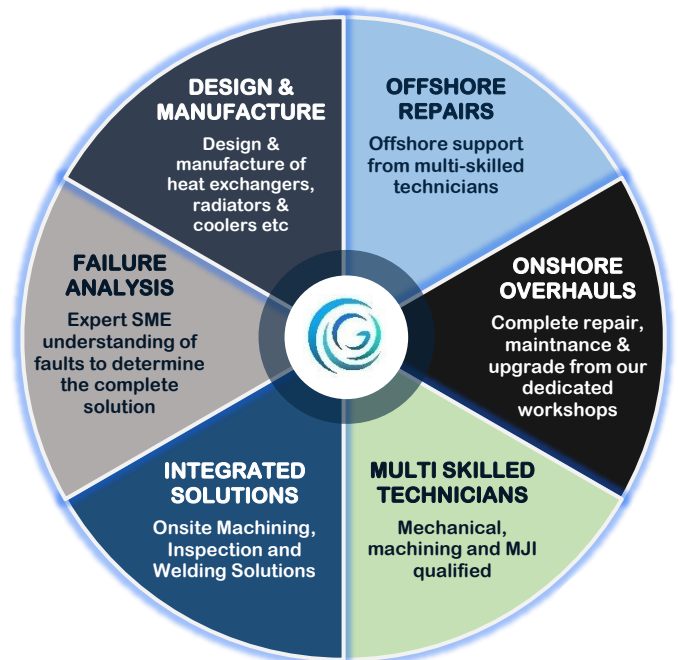 DESIGN &
MANUFACTURE
Design &
manufacture of
heat exchangers,
radiators &
coolers etc
OFFSHORE
REPAIRS
Offshore support
from multi-skilled
technicians
FAILURE
ANALYSIS
Expert SME
understanding of
faults to determine
the complete
solution
ONSHORE
OVERHAULS
Complete repair,
maintnance &
upgrade from our
dedicated
workshops
INTEGRATED
SOLUTIONS
Onsite Machining,
Inspection and
Welding Solutions
MULTI SKILLED
TECHNICIANS
Mechanical,
machining and MJI
qualified